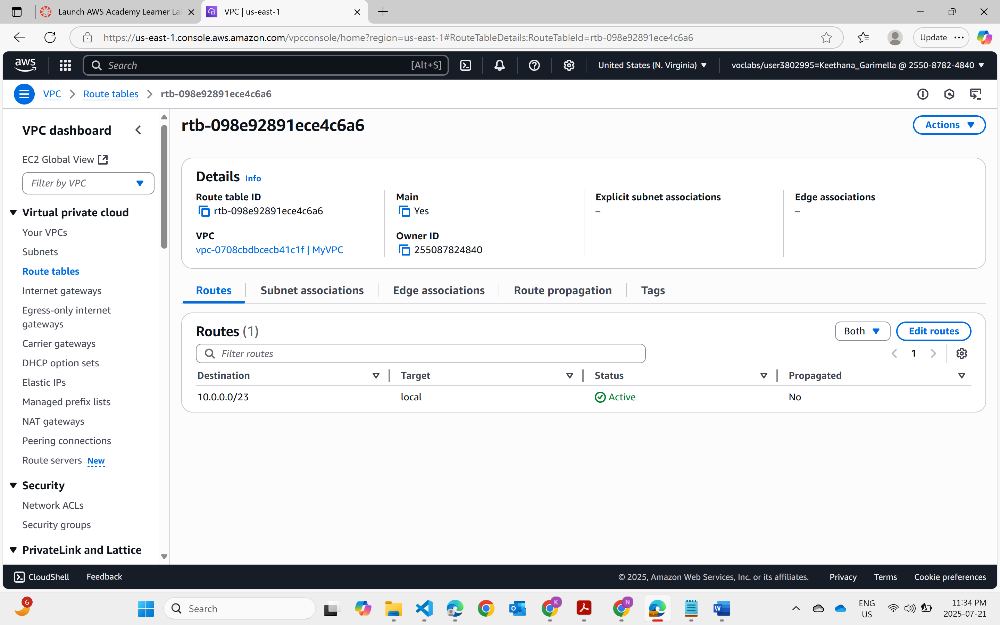 Launch AWS Academy Learner La
VPC | us-east-1
https://us-east-1.console.aws.amazon.com/vpcconsole/home?region=us-east-1#RouteTableDetails:RouteTableId=rtb-098e92891ece4c6a6
Update
aws
Search [Alt+S]
United States (N. Virginia)
voclabs/user3802995=Keethana_Garimella @ 2550-8782-4840
VPC
Route tables
rtb-098e92891ece4c6a6
VPC dashboard
EC2 Global View
Filter by VPC
Virtual private cloud
Your VPCs
Subnets
Route tables
Internet gateways
Egress-only internet
gateways
Carrier gateways
DHCP option sets
Elastic IPs
Managed prefix lists
NAT gateways
Peering connections
Route servers New
Security
Network ACLs
Security groups
PrivateLink and Lattice
rtb-098e92891ece4c6a6
Actions
Details Info
Route table ID
rtb-098e92891ece4c6a6
Main
Yes
Explicit subnet associations
–
Edge associations
–
VPC
vpc-0708cbdbcecb41c1f | MyVPC
Owner ID
255087824840
Routes
Subnet associations
Edge associations
Route propagation
Tags
Routes (1)
Both
Edit routes
Filter routes
1
Destination Target Status Propagated
10.0.0.0/23 local Active No
CloudShell
Feedback
© 2025, Amazon Web Services, Inc. or its affiliates.
Privacy
Terms
Cookie preferences
6
Search
K
N
ENG
US
11:34 PM
2025-07-21